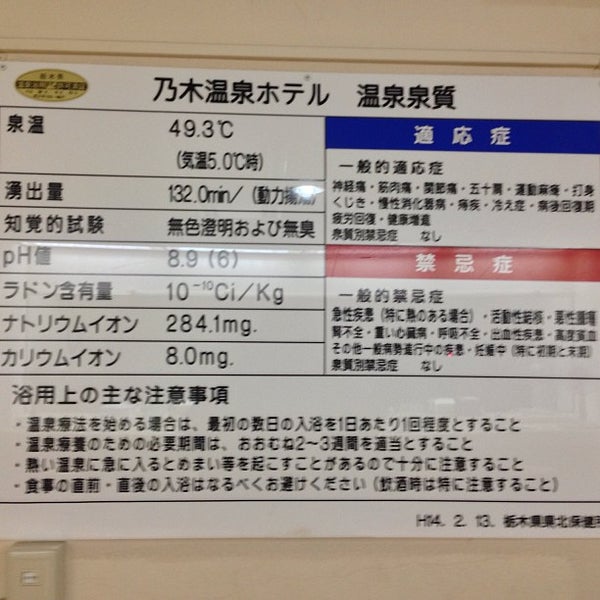 栃木県
乃木温泉ホテル 温泉泉質
泉温 49.3℃
(気温5.0℃時)
湧出量 132.0min/(動力揚湯)
知覚的試験 無色澄明および無臭
pH値 8.9(6)
ラドン含有量 10⁻¹⁰Ci/Kg
ナトリウムイオン 284.1mg.
カリウムイオン 8.0mg.
適応症
一般的適応症
神経痛・筋肉痛・関節痛・五十肩・運動麻痺・打身
くじき・慢性消化器病・痔疾・冷え症・病後回復期
疲労回復・健康増進
泉質別禁忌症 なし
禁忌症
一般的禁忌症
急性疾患(特に熱のある場合)・活動性結核・悪性腫瘍
腎不全・重い心臓病・呼吸不全・出血性疾患・高度貧血
その他一般病勢進行中の疾患・妊娠中(特に初期と末期)
泉質別禁忌症 なし
浴用上の主な注意事項
・温泉療法を始める場合は、最初の数日の入浴を1日あたり1回程度とすること
・温泉療養のための必要期間は、おおむね2〜3週間を適当とすること
・熱い温泉に急に入るとめまい等を起こすことがあるので十分に注意すること
・食事の直前・直後の入浴はなるべくお避けください(飲酒時は特に注意すること)
H14. 2. 13. 栃木県県北保健所